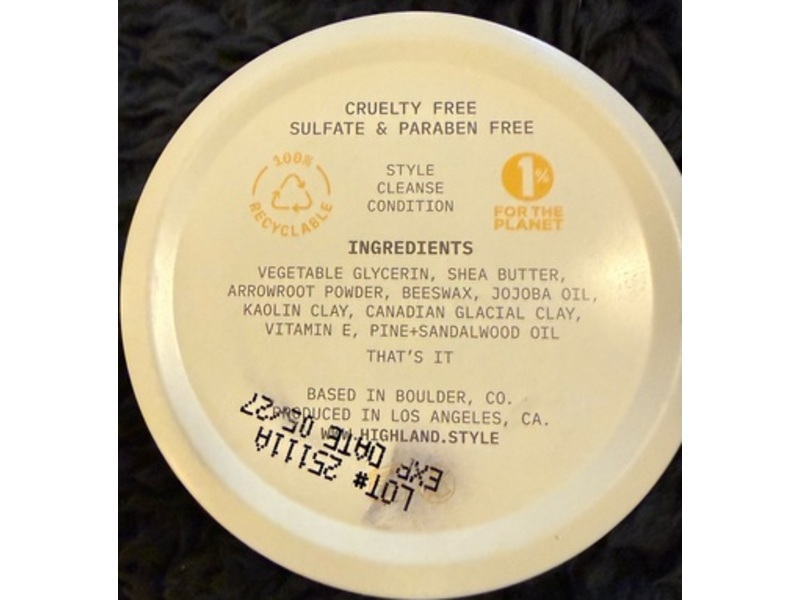 CRUELTY FREE
SULFATE & PARABEN FREE
100%
RECYCLABLE
STYLE
CLEANSE
CONDITION
1%
FOR THE
PLANET
INGREDIENTS
VEGETABLE GLYCERIN, SHEA BUTTER,
ARROWROOT POWDER, BEESWAX, JOJOBA OIL,
KAOLIN CLAY, CANADIAN GLACIAL CLAY,
VITAMIN E, PINE+SANDALWOOD OIL
THAT'S IT
BASED IN BOULDER, CO.
PRODUCED IN LOS ANGELES, CA.
WWW.HIGHLAND.STYLE
LOT# 25111A
EXP DATE 05/27